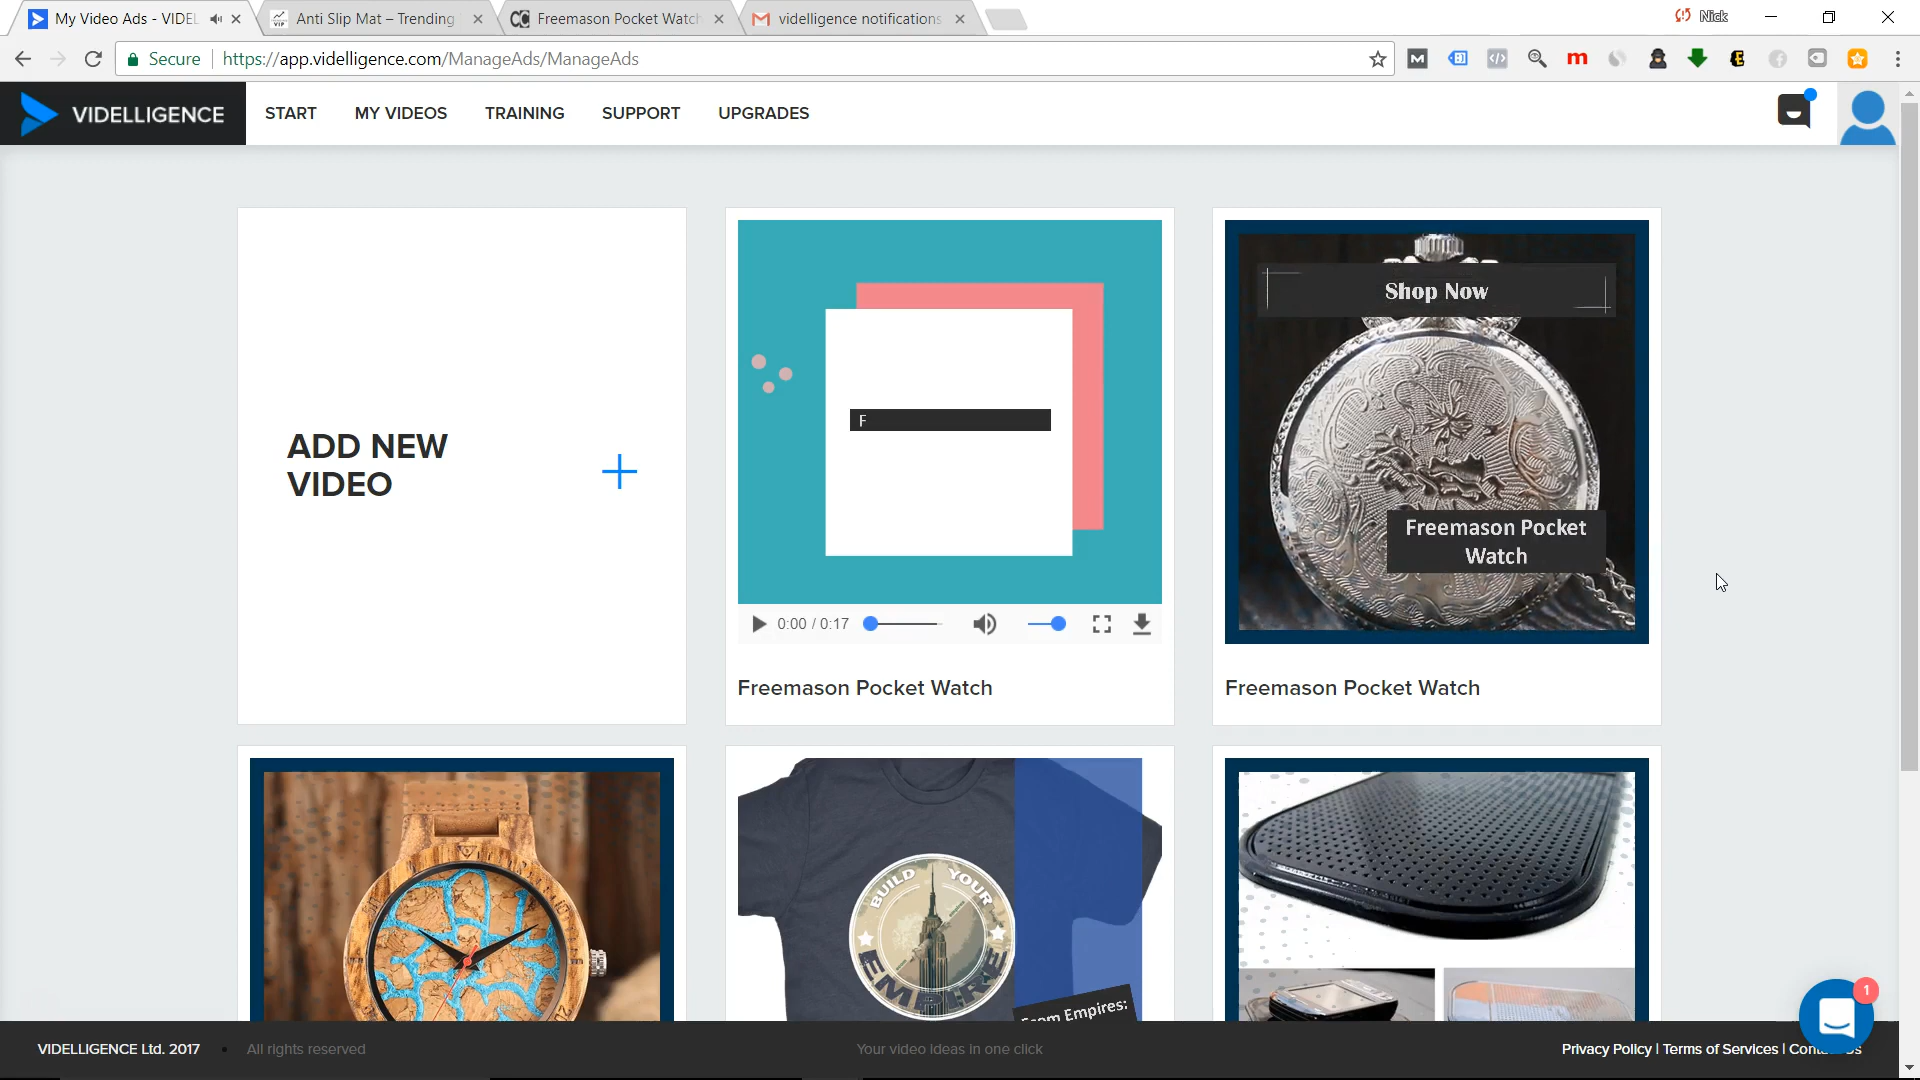 My Video Ads - VIDEL
Anti Slip Mat – Trending
Freemason Pocket Watch
videlligence notifications
Nick
Secure
https://app.videlligence.com/ManageAds/ManageAds
VIDELLIGENCE
START
MY VIDEOS
TRAINING
SUPPORT
UPGRADES
ADD NEW
VIDEO
F
0:00 / 0:17
Freemason Pocket Watch
Shop Now
Freemason Pocket
Watch
Freemason Pocket Watch
BUILD YOUR
EMPIRE
Empires:
1
VIDELLIGENCE Ltd. 2017
All rights reserved
Your video ideas in one click
Privacy Policy | Terms of Services |